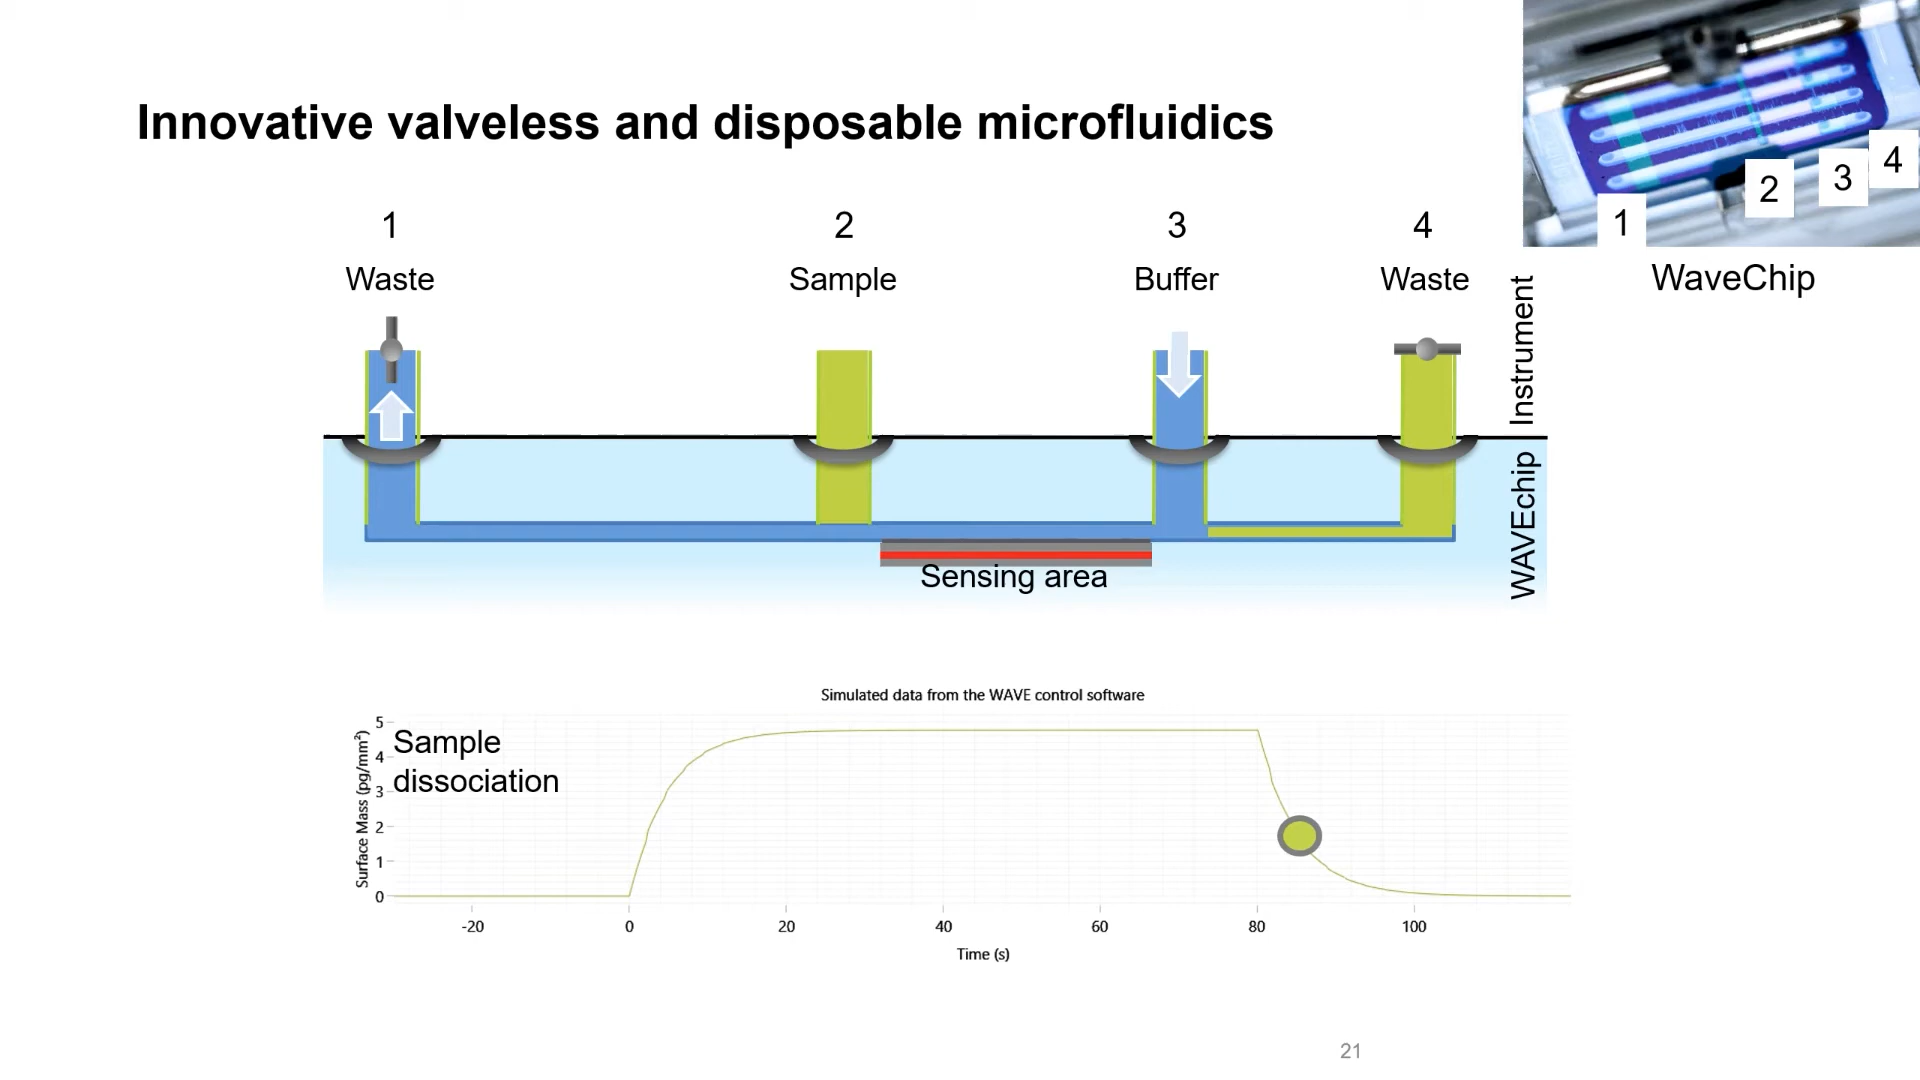 Innovative valveless and disposable microfluidics
1
2
3
4
WaveChip
1
2
3
4
Waste
Sample
Buffer
Waste
Instrument
WAVEchip
Sensing area
Simulated data from the WAVE control software
Sample
dissociation
Surface Mass (pg/mm²)
5
4
3
2
1
0
-20
0
20
40
60
80
100
Time (s)
21